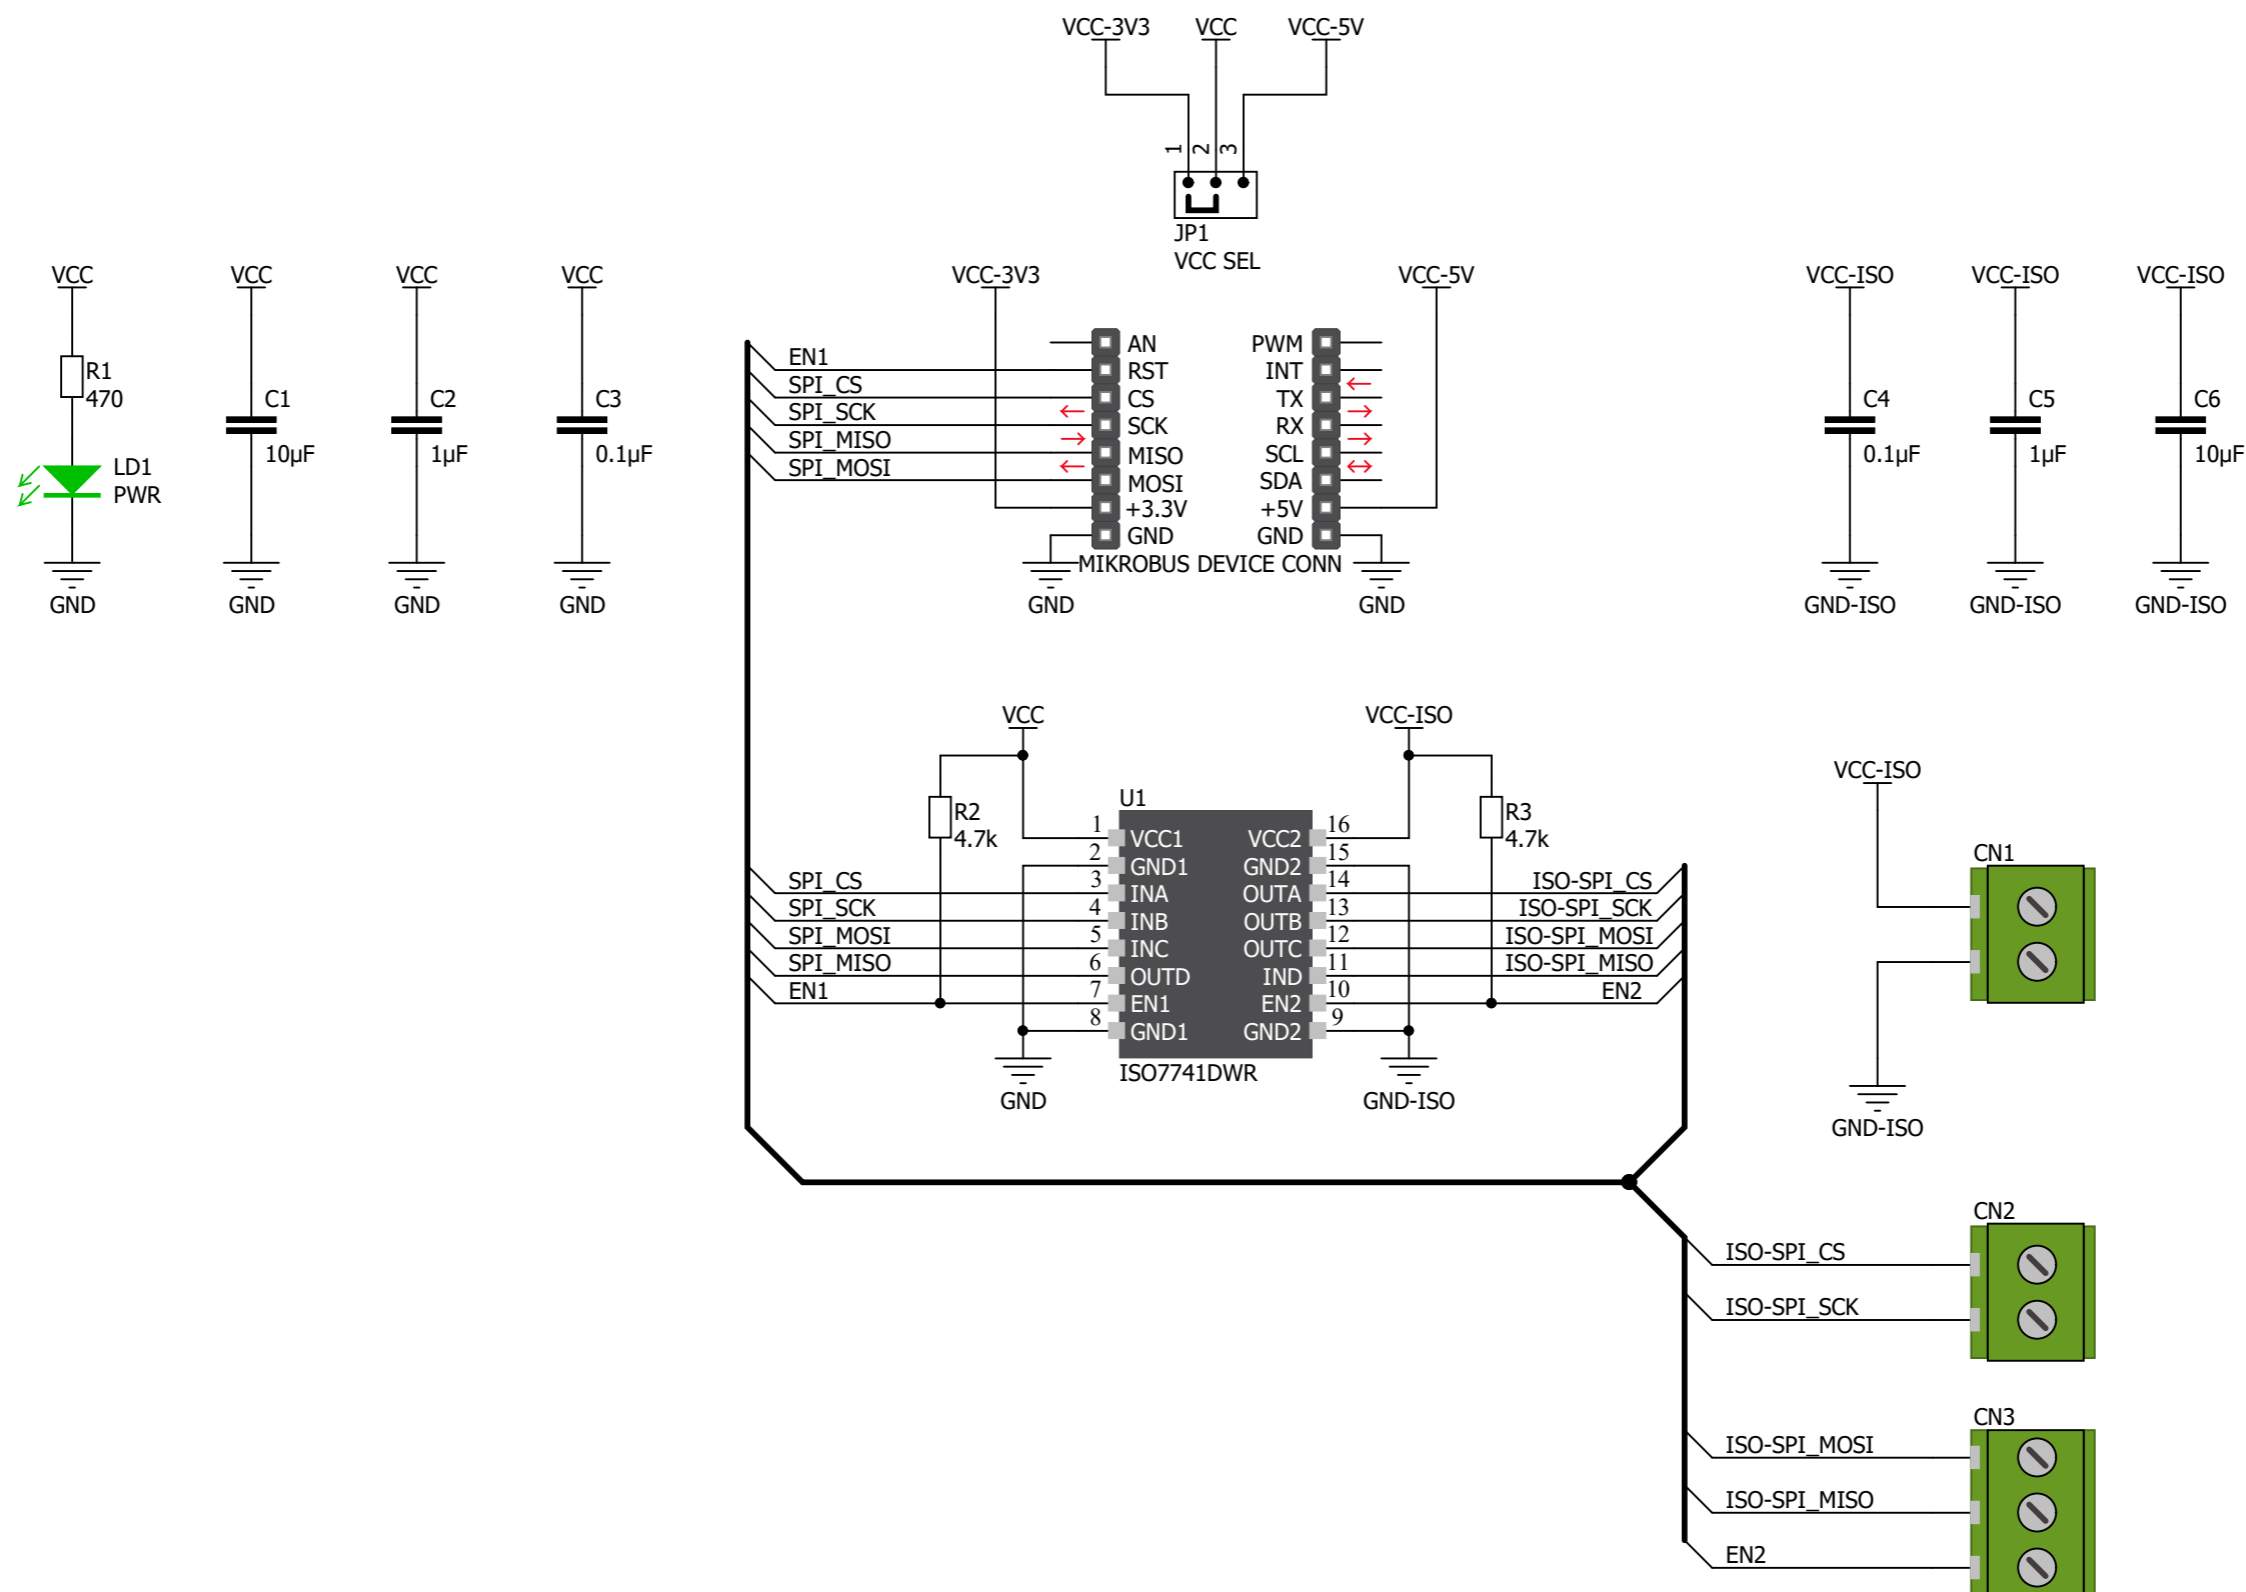 VCC-3V3 VCC VCC-5V
1 2 3
JP1
VCC SEL
VCC VCC VCC VCC VCC-3V3 VCC-5V VCC-ISO VCC-ISO VCC-ISO
R1
470
LD1
PWR
GND
C1
10µF
GND
C2
1µF
GND
C3
0.1µF
GND
EN1
SPI_CS
SPI_SCK
SPI_MISO
SPI_MOSI
AN PWM
RST INT
CS TX
SCK RX
MISO SCL
MOSI SDA
+3.3V +5V
GND GND
MIKROBUS DEVICE CONN
GND GND
C4
0.1µF
GND-ISO
C5
1µF
GND-ISO
C6
10µF
GND-ISO
VCC VCC-ISO
R2
4.7k
R3
4.7k
U1
1 VCC1 VCC2 16
2 GND1 GND2 15
SPI_CS 3 INA OUTA 14 ISO-SPI_CS
SPI_SCK 4 INB OUTB 13 ISO-SPI_SCK
SPI_MOSI 5 INC OUTC 12 ISO-SPI_MOSI
SPI_MISO 6 OUTD IND 11 ISO-SPI_MISO
EN1 7 EN1 EN2 10 EN2
8 GND1 GND2 9
ISO7741DWR
GND GND-ISO
VCC-ISO
CN1
GND-ISO
CN2
ISO-SPI_CS
ISO-SPI_SCK
CN3
ISO-SPI_MOSI
ISO-SPI_MISO
EN2